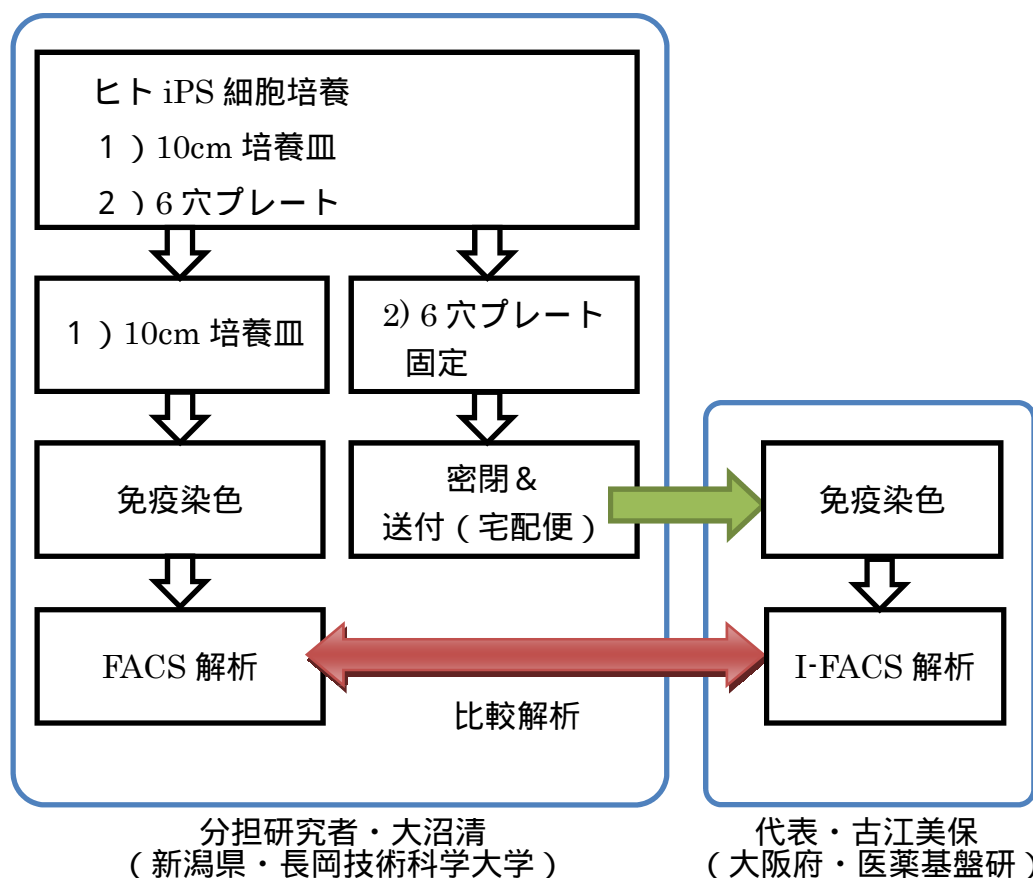 ヒト iPS 細胞培養
1 ) 10cm 培養皿
2 ) 6 穴プレート
1 ) 10cm 培養皿
2) 6 穴プレート
固定
免疫染色
密閉&
送付(宅配便)
免疫染色
FACS 解析
I-FACS 解析
比較解析
分担研究者・大沼清
(新潟県・長岡技術科学大学)
代表・古江美保
(大阪府・医薬基盤研)